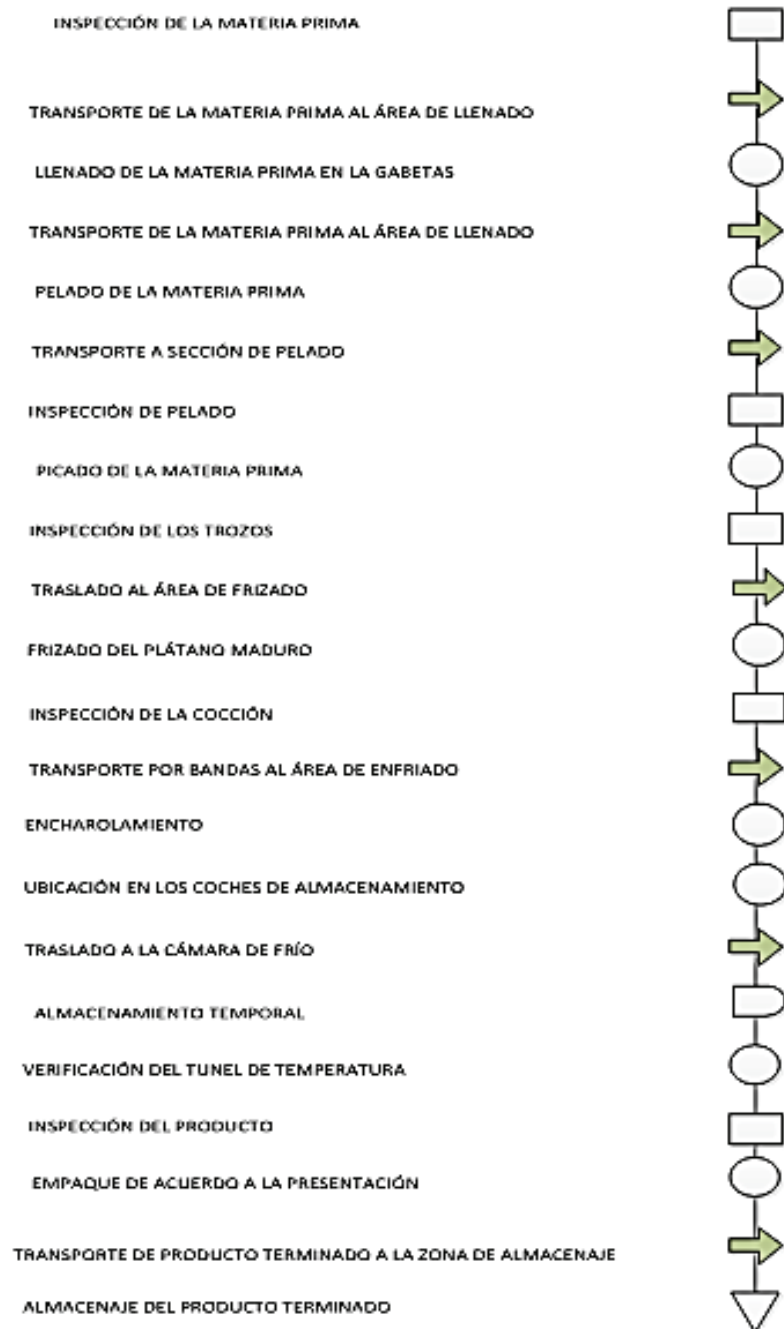 INSPECCIÓN DE LA MATERIA PRIMA
TRANSPORTE DE LA MATERIA PRIMA AL ÁREA DE LLENADO
LLENADO DE LA MATERIA PRIMA EN LA GABETAS
TRANSPORTE DE LA MATERIA PRIMA AL ÁREA DE LLENADO
PELADO DE LA MATERIA PRIMA
TRANSPORTE A SECCIÓN DE PELADO
INSPECCIÓN DE PELADO
PICADO DE LA MATERIA PRIMA
INSPECCIÓN DE LOS TROZOS
TRASLADO AL ÁREA DE FRIZADO
FRIZADO DEL PLÁTANO MADURO
INSPECCIÓN DE LA COCCIÓN
TRANSPORTE POR BANDAS AL ÁREA DE ENFRIADO
ENCHAROLAMIENTO
UBICACIÓN EN LOS COCHES DE ALMACENAMIENTO
TRASLADO A LA CÁMARA DE FRÍO
ALMACENAMIENTO TEMPORAL
VERIFICACIÓN DEL TUNEL DE TEMPERATURA
INSPECCIÓN DEL PRODUCTO
EMPAQUE DE ACUERDO A LA PRESENTACIÓN
TRANSPORTE DE PRODUCTO TERMINADO A LA ZONA DE ALMACENAJE
ALMACENAJE DEL PRODUCTO TERMINADO